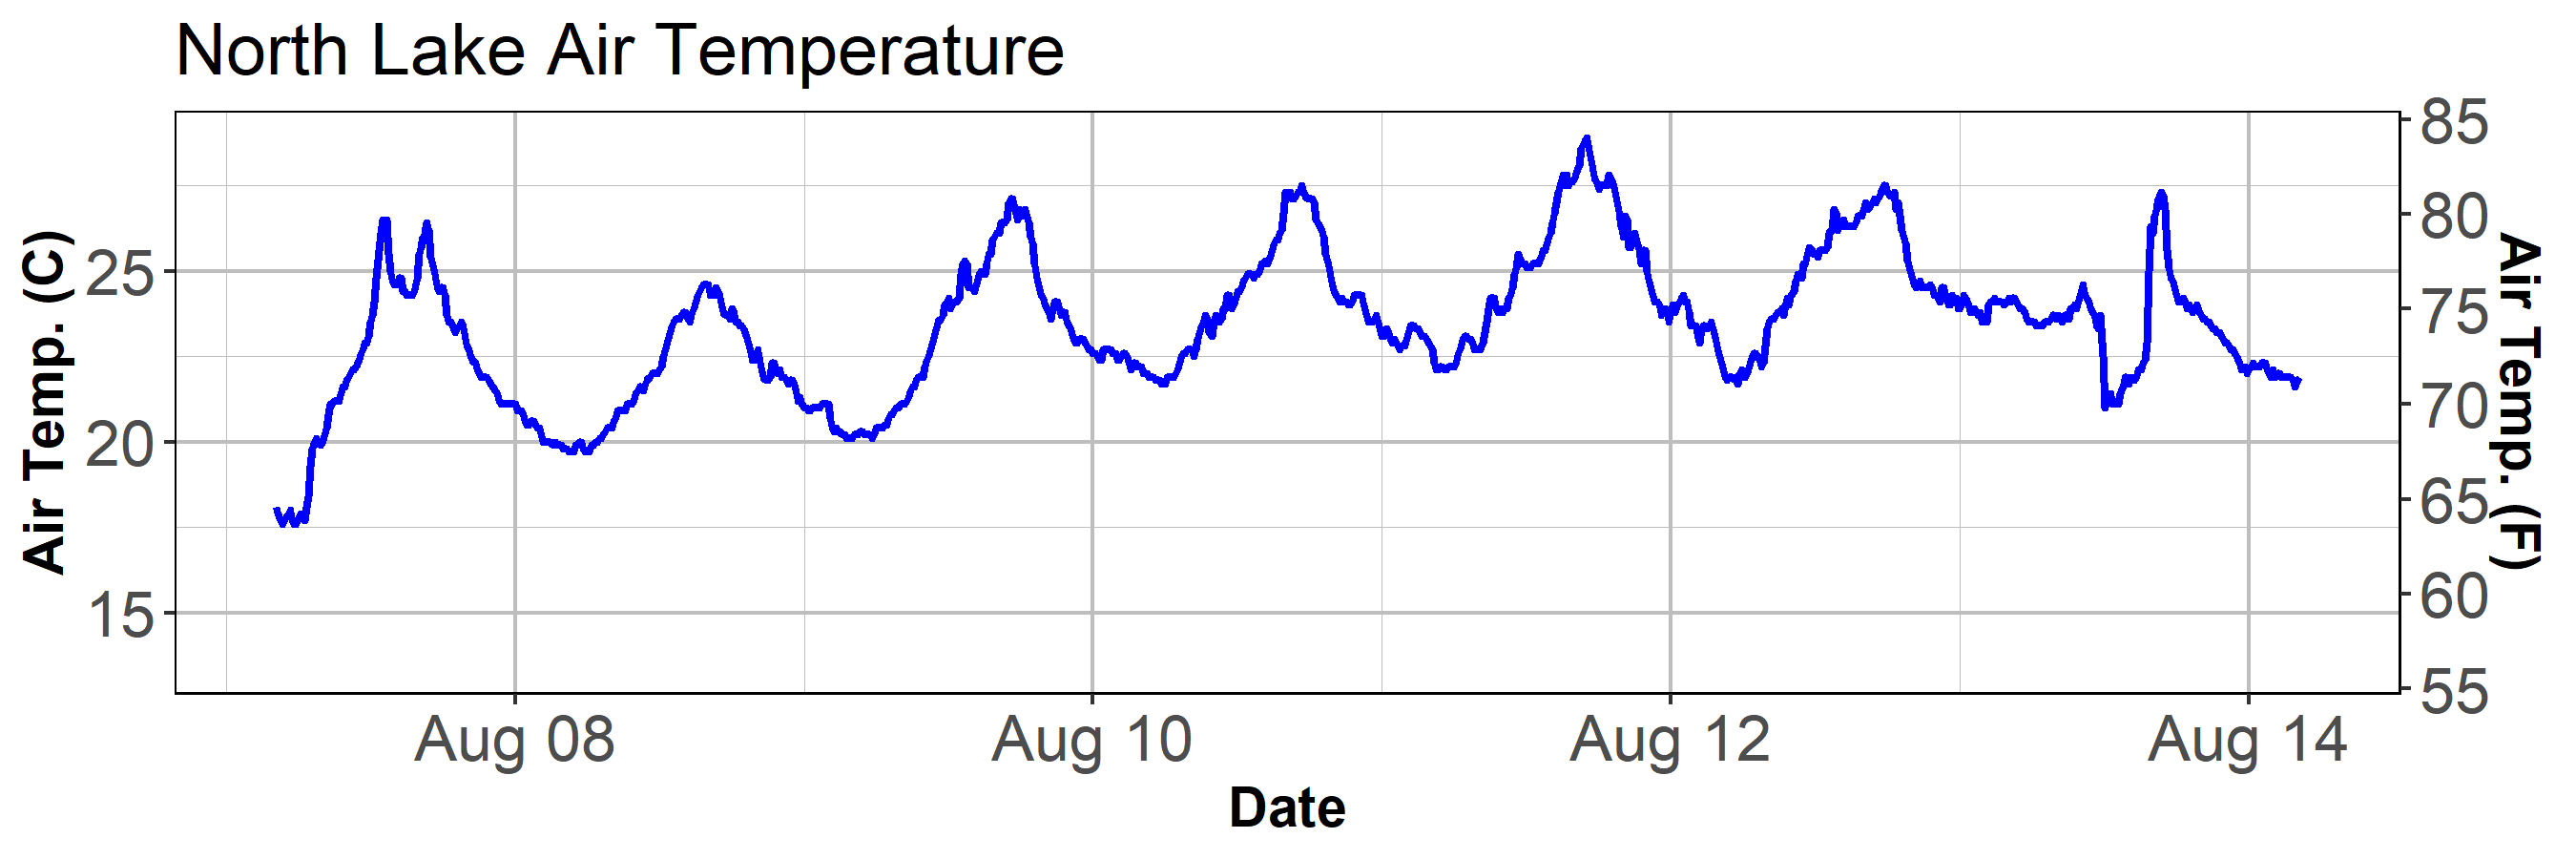 North Lake Air Temperature
Air Temp. (C)
25
20
15
85
80
75
70
65
60
55
Air Temp. (F)
Aug 08
Aug 10
Aug 12
Aug 14
Date